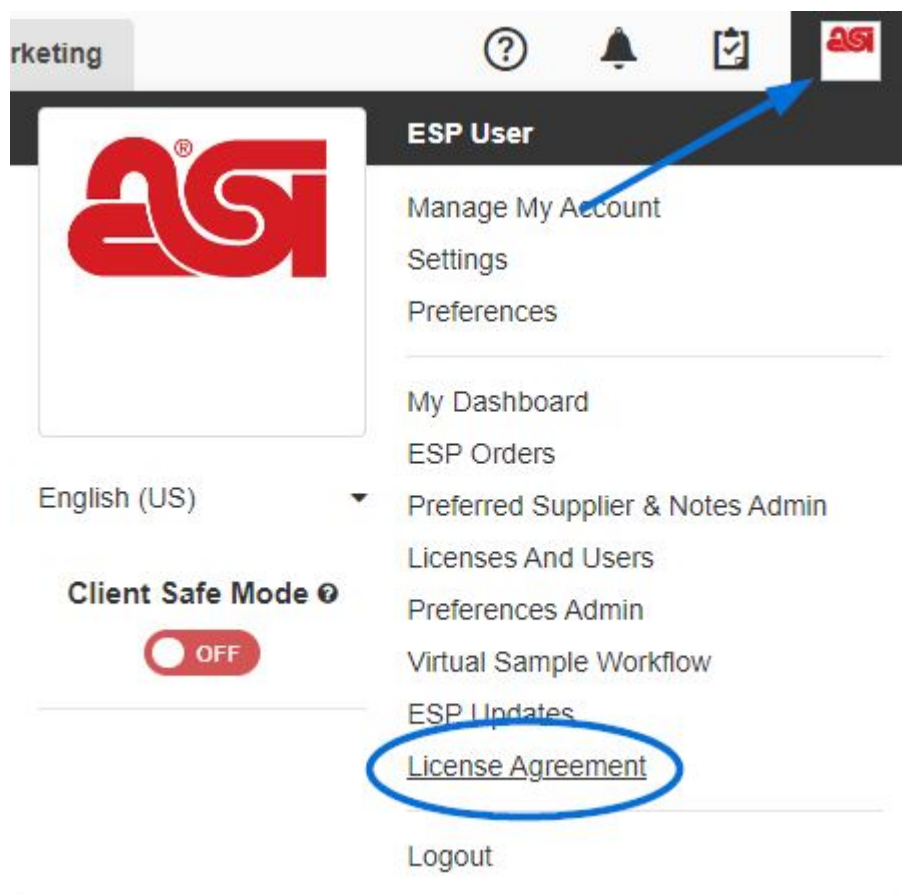 rketing
asi
ESP User
asi
®
Manage My Account
Settings
Preferences
My Dashboard
ESP Orders
Preferred Supplier & Notes Admin
Licenses And Users
Preferences Admin
Virtual Sample Workflow
ESP Updates
License Agreement
Logout
English (US)
Client Safe Mode
OFF